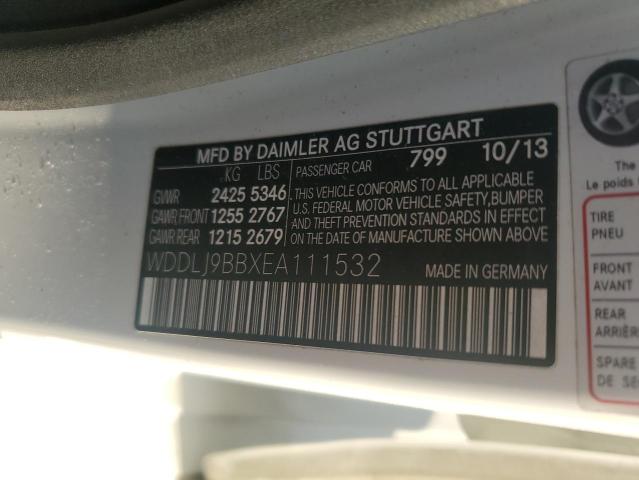 MFD BY DAIMLER AG STUTTGART
KG LBS PASSENGER CAR 799 10/13
GVWR 2425 5346
GAWR FRONT 1255 2767
GAWR REAR 1215 2679
THIS VEHICLE CONFORMS TO ALL APPLICABLE
U.S. FEDERAL MOTOR VEHICLE SAFETY, BUMPER
AND THEFT PREVENTION STANDARDS IN EFFECT
ON THE DATE OF MANUFACTURE SHOWN ABOVE.
WDDLJ9BBXEA111532 MADE IN GERMANY
The
Le poids
TIRE
PNEU
FRONT
AVANT
REAR
ARRIÈR
SPARE
DE SE